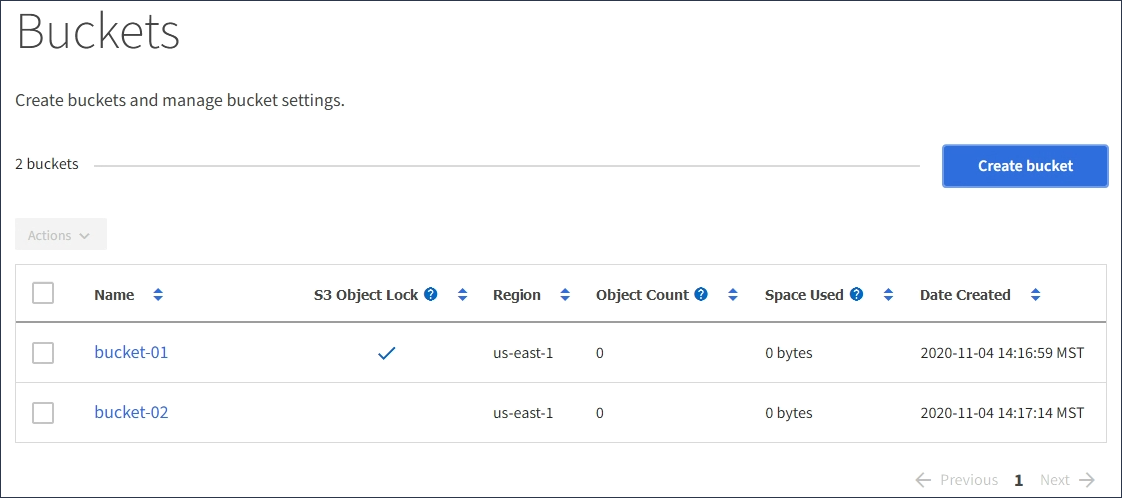 Buckets
Create buckets and manage bucket settings.
2 buckets
Create bucket
Actions
Name S3 Object Lock ? Region Object Count ? Space Used ? Date Created
bucket-01 us-east-1 0 0 bytes 2020-11-04 14:16:59 MST
bucket-02 us-east-1 0 0 bytes 2020-11-04 14:17:14 MST
Previous 1 Next